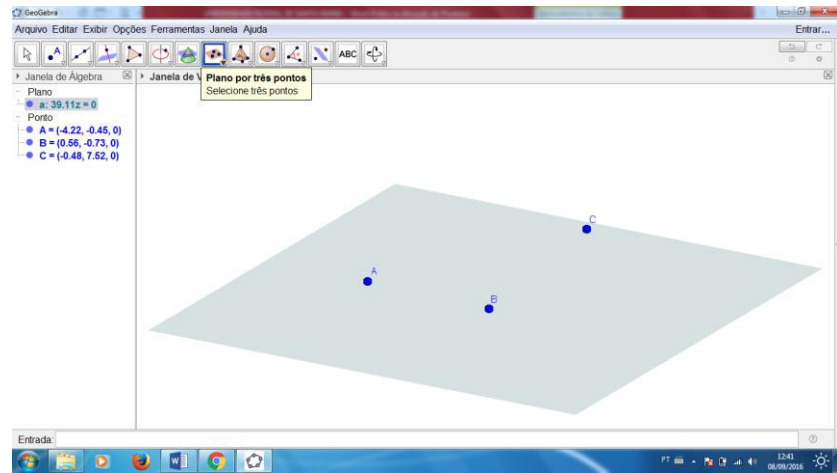 GeoGebra
Arquivo Editar Exibir Opções Ferramentas Janela Ajuda
Entrar...
ABC
Janela de Álgebra
Janela de V
Plano por três pontos
Selecione três pontos
Plano
a: 39.11z = 0
Ponto
A = (-4.22, -0.45, 0)
B = (0.56, -0.73, 0)
C = (-0.48, 7.52, 0)
C
A
B
Entrada:
PT
12:41
08/09/2016